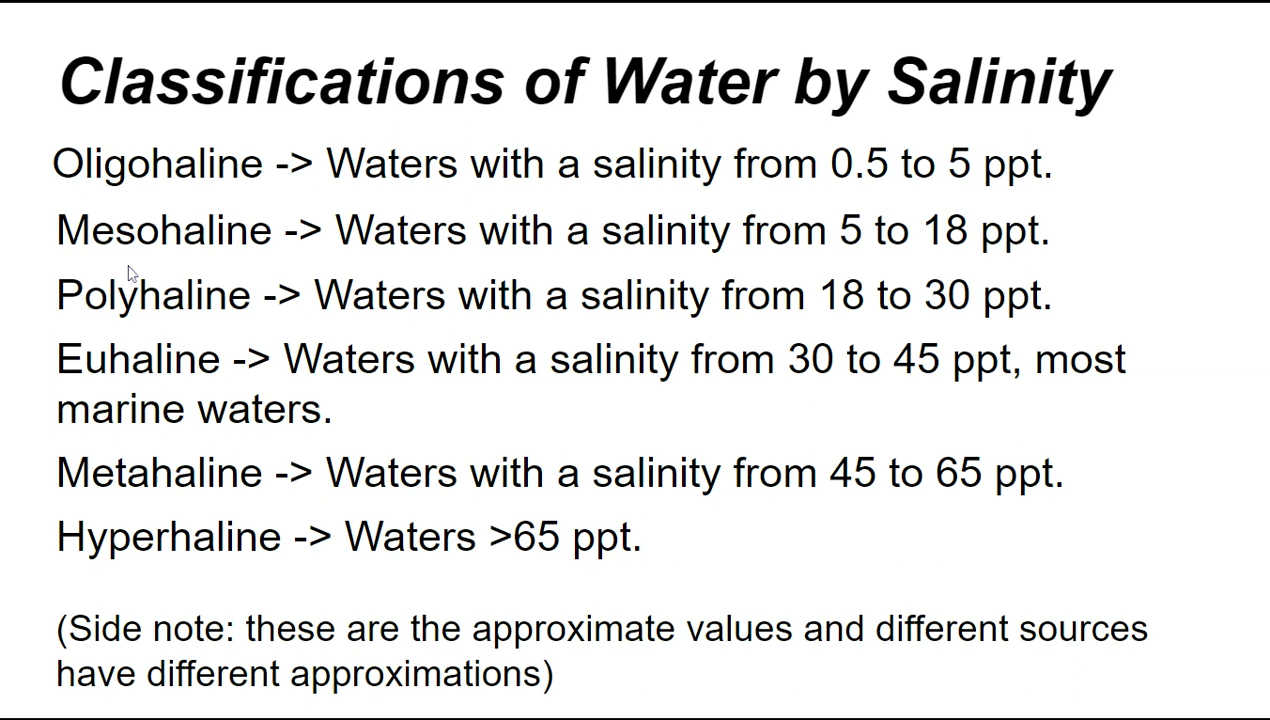 Classifications of Water by Salinity
Oligohaline -> Waters with a salinity from 0.5 to 5 ppt.
Mesohaline -> Waters with a salinity from 5 to 18 ppt.
Polyhaline -> Waters with a salinity from 18 to 30 ppt.
Euhaline -> Waters with a salinity from 30 to 45 ppt, most
marine waters.
Metahaline -> Waters with a salinity from 45 to 65 ppt.
Hyperhaline -> Waters >65 ppt.
(Side note: these are the approximate values and different sources
have different approximations)